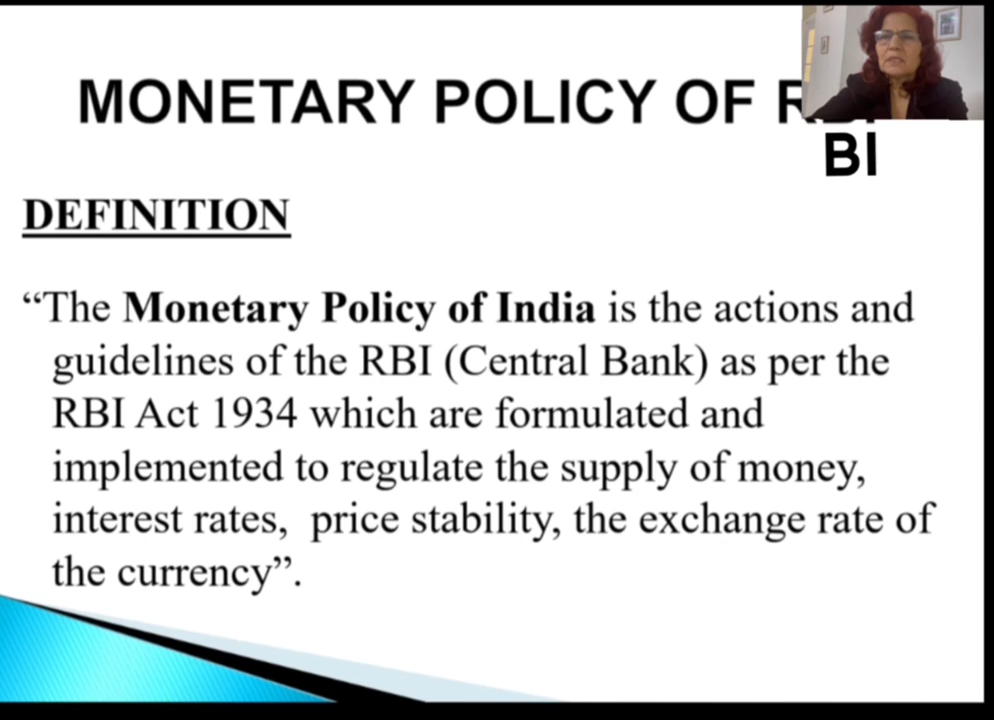 MONETARY POLICY OF R
BI
DEFINITION
“The Monetary Policy of India is the actions and
guidelines of the RBI (Central Bank) as per the
RBI Act 1934 which are formulated and
implemented to regulate the supply of money,
interest rates,  price stability, the exchange rate of
the currency”.